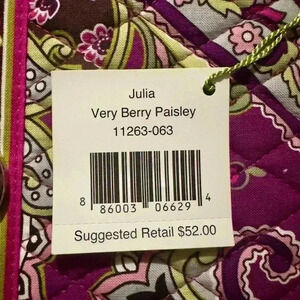 Julia
Very Berry Paisley
11263-063
8 86003 06629 4
Suggested Retail $52.00